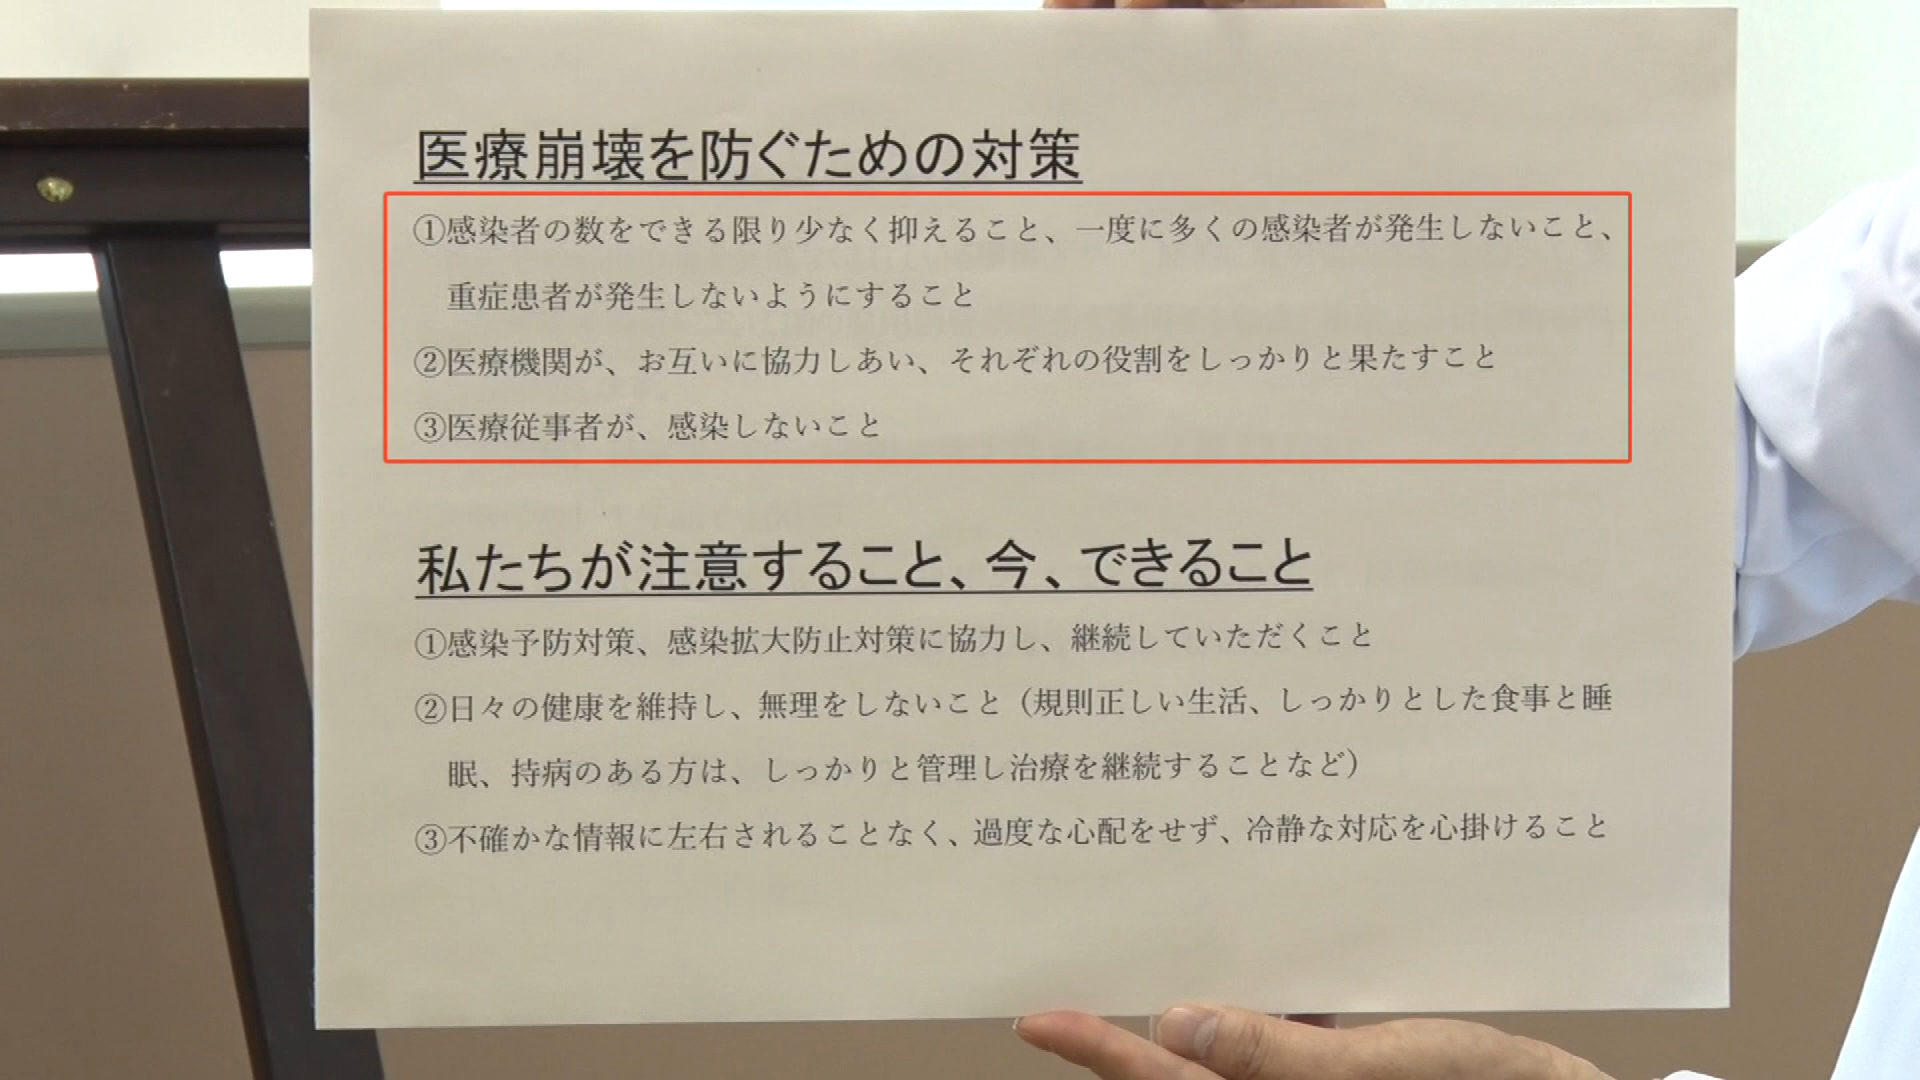 医療崩壊を防ぐための対策
①感染者の数をできる限り少なく抑えること、一度に多くの感染者が発生しないこと、
重症患者が発生しないようにすること
②医療機関が、お互いに協力しあい、それぞれの役割をしっかりと果たすこと
③医療従事者が、感染しないこと
私たちが注意すること、今、できること
①感染予防対策、感染拡大防止対策に協力し、継続していただくこと
②日々の健康を維持し、無理をしないこと（規則正しい生活、しっかりとした食事と睡
眠、持病のある方は、しっかりと管理し治療を継続することなど）
③不確かな情報に左右されることなく、過度な心配をせず、冷静な対応を心掛けること